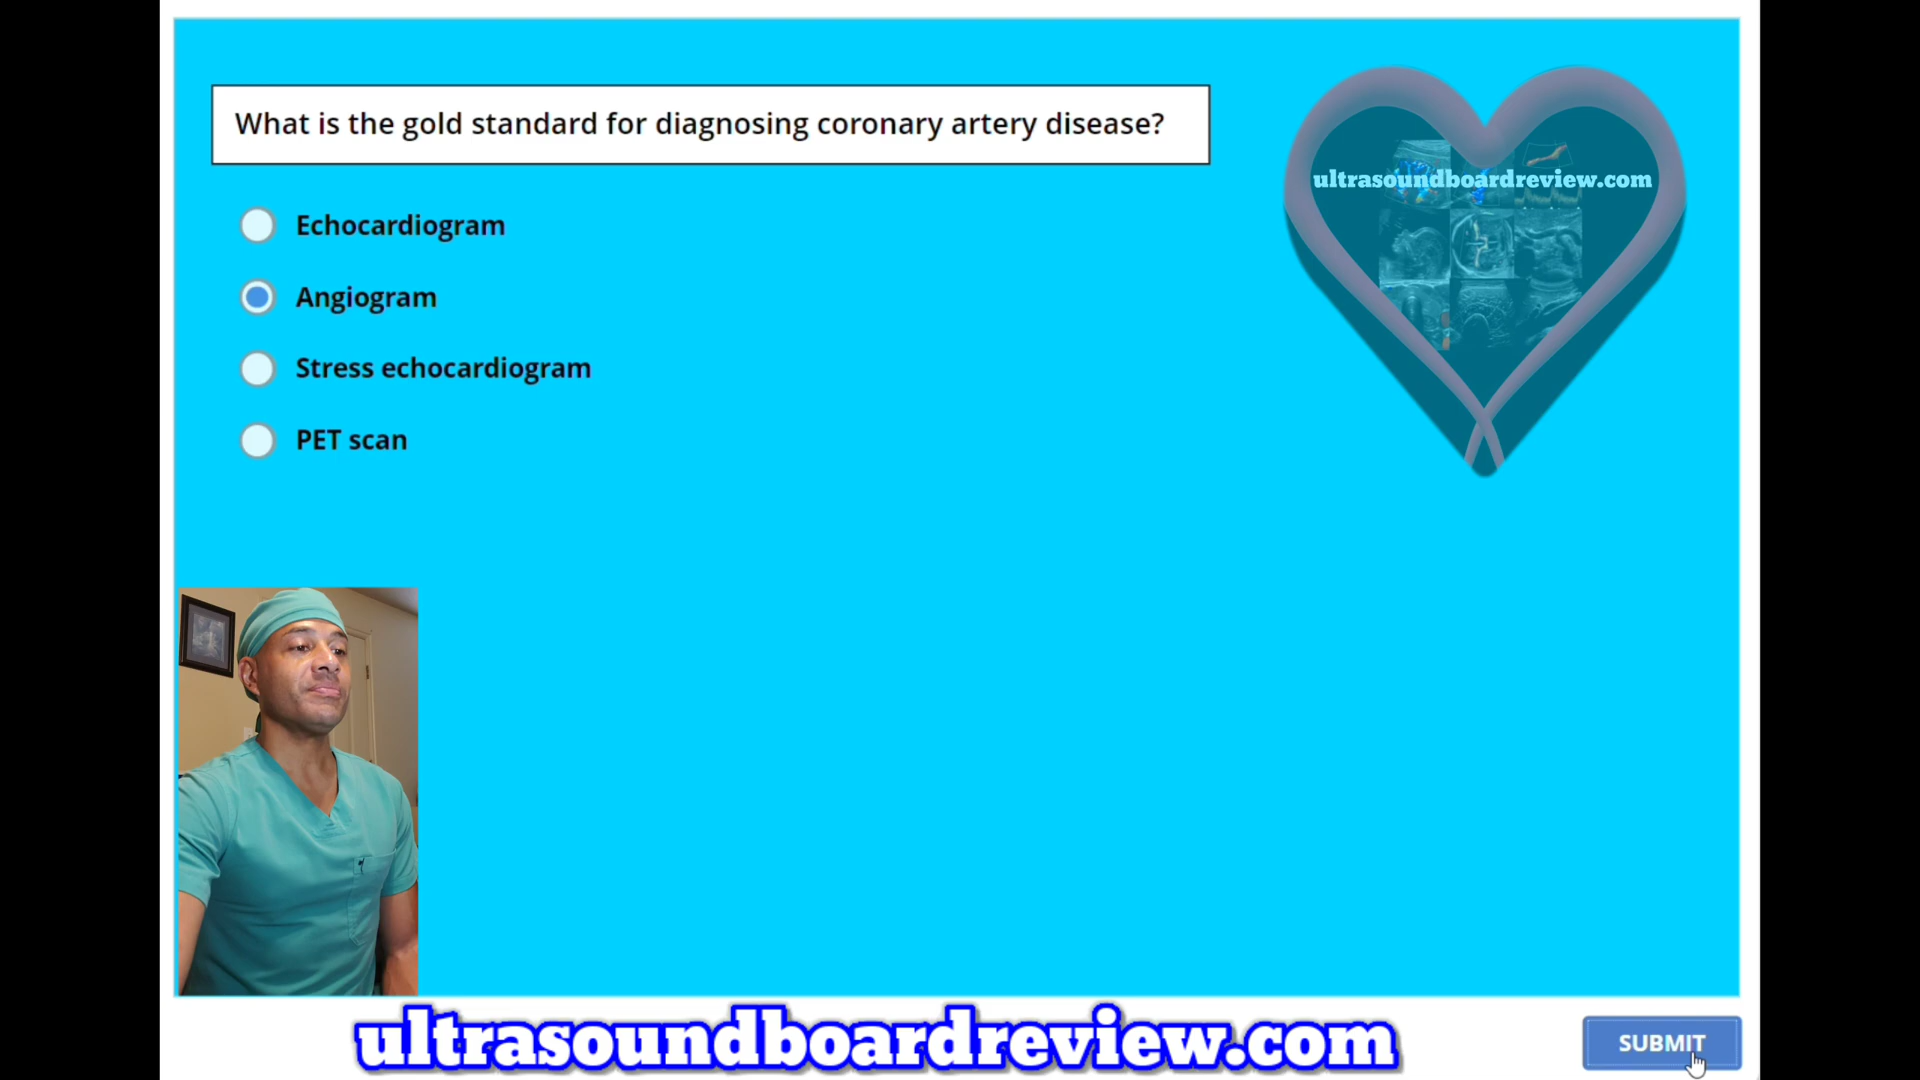 What is the gold standard for diagnosing coronary artery disease?
ultrasoundboardreview.com
Echocardiogram
Angiogram
Stress echocardiogram
PET scan
ultrasoundboardreview.com
SUBMIT